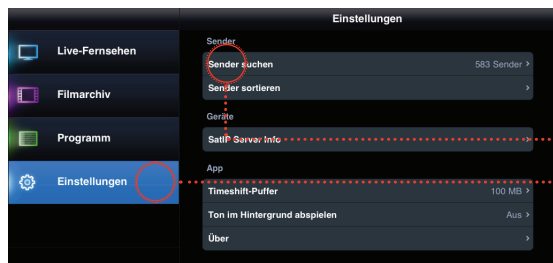 Einstellungen
Live-Fernsehen
Filmarchiv
Programm
Einstellungen
Sender
Sender suchen 583 Sender >
Sender sortieren >
Geräte
SatIP Server Info >
App
Timeshift-Puffer 100 MB >
Ton im Hintergrund abspielen Aus >
Über >